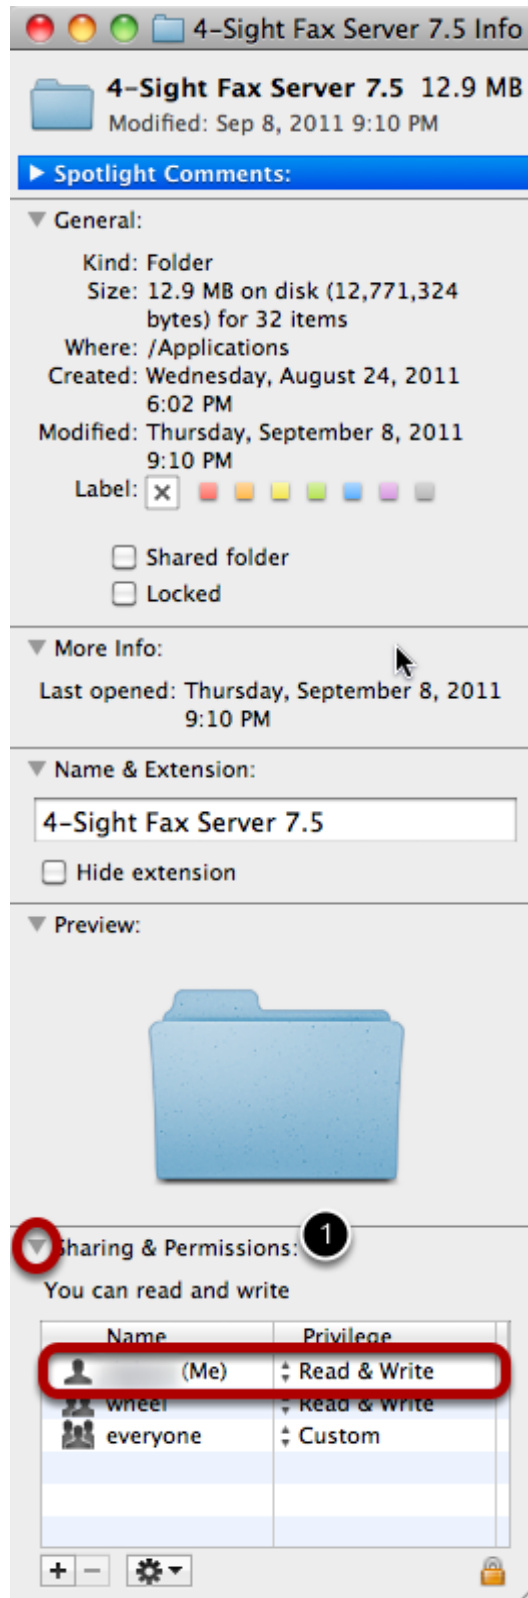 4-Sight Fax Server 7.5 Info
4-Sight Fax Server 7.5 12.9 MB
Modified: Sep 8, 2011 9:10 PM
Spotlight Comments:
General:
Kind: Folder
Size: 12.9 MB on disk (12,771,324
bytes) for 32 items
Where: /Applications
Created: Wednesday, August 24, 2011
6:02 PM
Modified: Thursday, September 8, 2011
9:10 PM
Label:
Shared folder
Locked
More Info:
Last opened: Thursday, September 8, 2011
9:10 PM
Name & Extension:
4-Sight Fax Server 7.5
Hide extension
Preview:
Sharing & Permissions: 1
You can read and write
Name Privilege
(Me) Read & Write
wheel Read & Write
everyone Custom